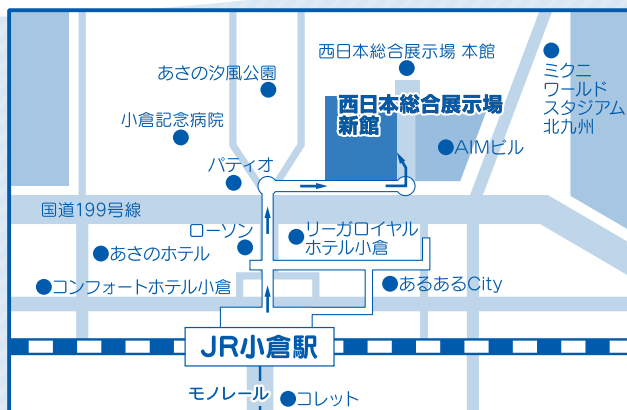 西日本総合展示場 本館
ミクニ
ワールド
スタジアム
北九州
あさの汐風公園
西日本総合展示場
新館
小倉記念病院
AIMビル
パティオ
国道199号線
ローソン
リーガロイヤル
ホテル小倉
あさのホテル
コンフォートホテル小倉
あるあるCity
JR小倉駅
モノレール
コレット